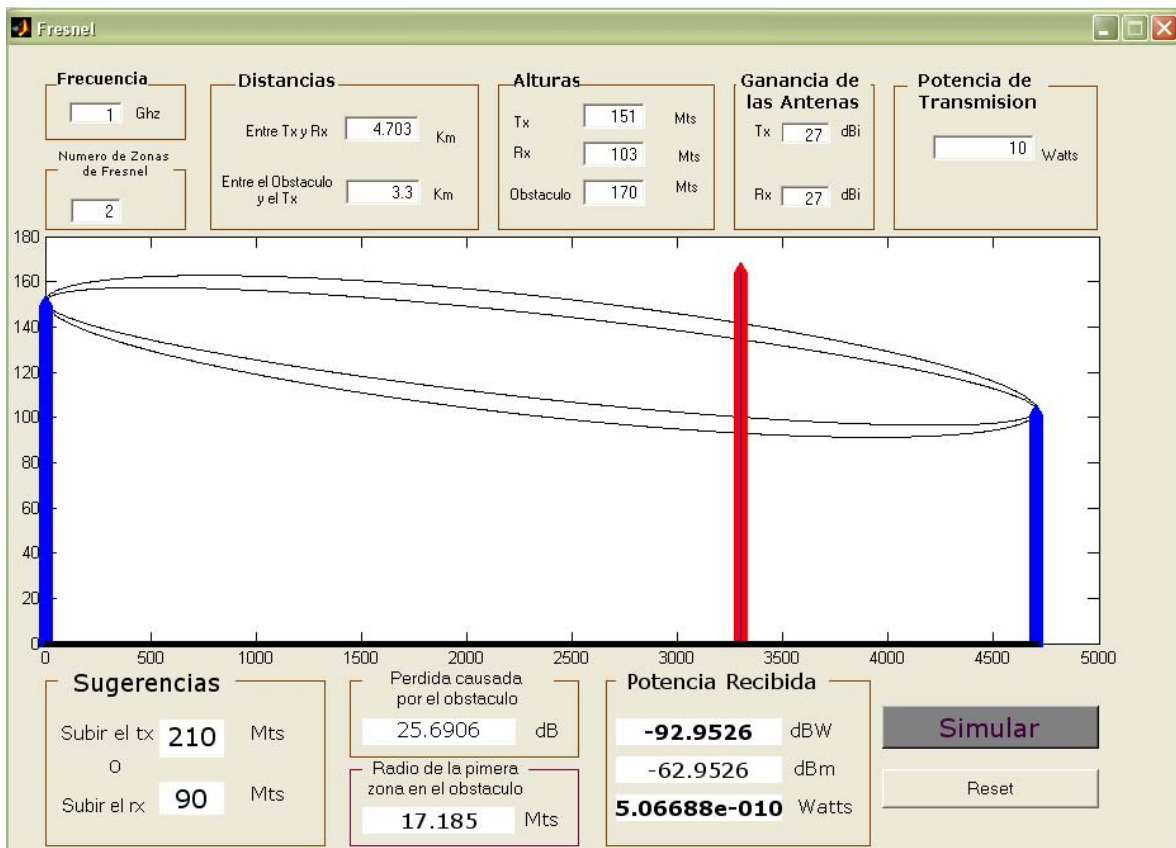 Fresnel
Frecuencia
1 Ghz
Numero de Zonas
de Fresnel
2
Distancias
Entre Tx y Rx 4.703 Km
Entre el Obstaculo
y el Tx 3.3 Km
Alturas
Tx 151 Mts
Rx 103 Mts
Obstaculo 170 Mts
Ganancia de
las Antenas
Tx 27 dBi
Rx 27 dBi
Potencia de
Transmision
10 Watts
180
160
140
120
100
80
60
40
20
0
0 500 1000 1500 2000 2500 3000 3500 4000 4500 5000
Sugerencias
Subir el tx 210 Mts
O
Subir el rx 90 Mts
Perdida causada
por el obstaculo
25.6906 dB
Radio de la pimera
zona en el obstaculo
17.185 Mts
Potencia Recibida
-92.9526 dBW
-62.9526 dBm
5.06688e-010 Watts
Simular
Reset